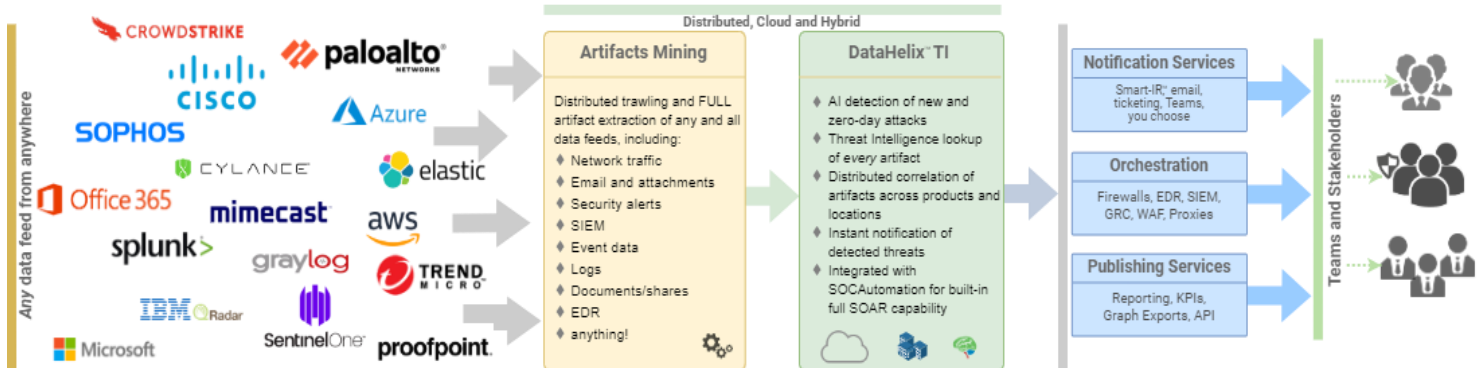 Any data feed from anywhere
CROWDSTRIKE
paloalto®
NETWORKS
CISCO
Azure
SOPHOS
CYLANCE
elastic
Office 365
mimecast™
aws
splunk>
graylog
TREND
MICRO™
IBM QRadar
SentinelOne™
Microsoft
proofpoint.
Distributed, Cloud and Hybrid
Artifacts Mining
Distributed trawling and FULL
artifact extraction of any and all
data feeds, including:
♦ Network traffic
♦ Email and attachments
♦ Security alerts
♦ SIEM
♦ Event data
♦ Logs
♦ Documents/shares
♦ EDR
♦ anything!
DataHelix™ TI
♦ AI detection of new and
zero-day attacks
♦ Threat Intelligence lookup
of every artifact
♦ Distributed correlation of
artifacts across products and
locations
♦ Instant notification of
detected threats
♦ Integrated with
SOCAutomation for built-in
full SOAR capability
Notification Services
Smart-IR,™ email,
ticketing, Teams,
you choose
Orchestration
Firewalls, EDR, SIEM,
GRC, WAF, Proxies
Publishing Services
Reporting, KPIs,
Graph Exports, API
Teams and Stakeholders